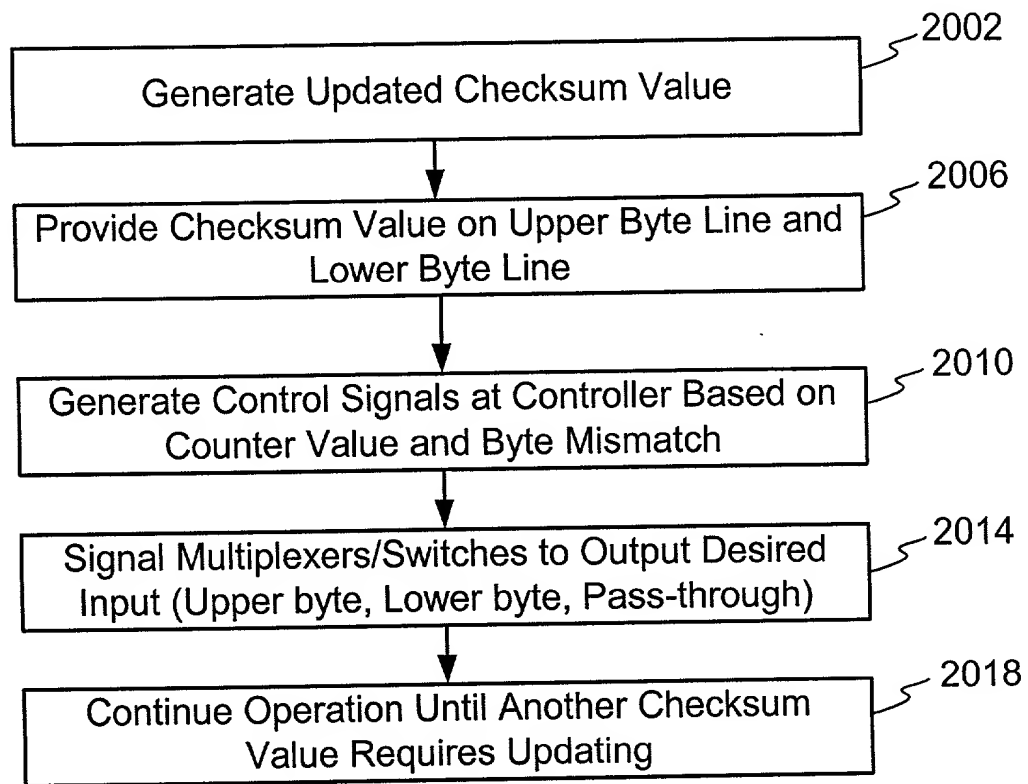 2002
Generate Updated Checksum Value
2006
Provide Checksum Value on Upper Byte Line and
Lower Byte Line
2010
Generate Control Signals at Controller Based on
Counter Value and Byte Mismatch
2014
Signal Multiplexers/Switches to Output Desired
Input (Upper byte, Lower byte, Pass-through)
2018
Continue Operation Until Another Checksum
Value Requires Updating